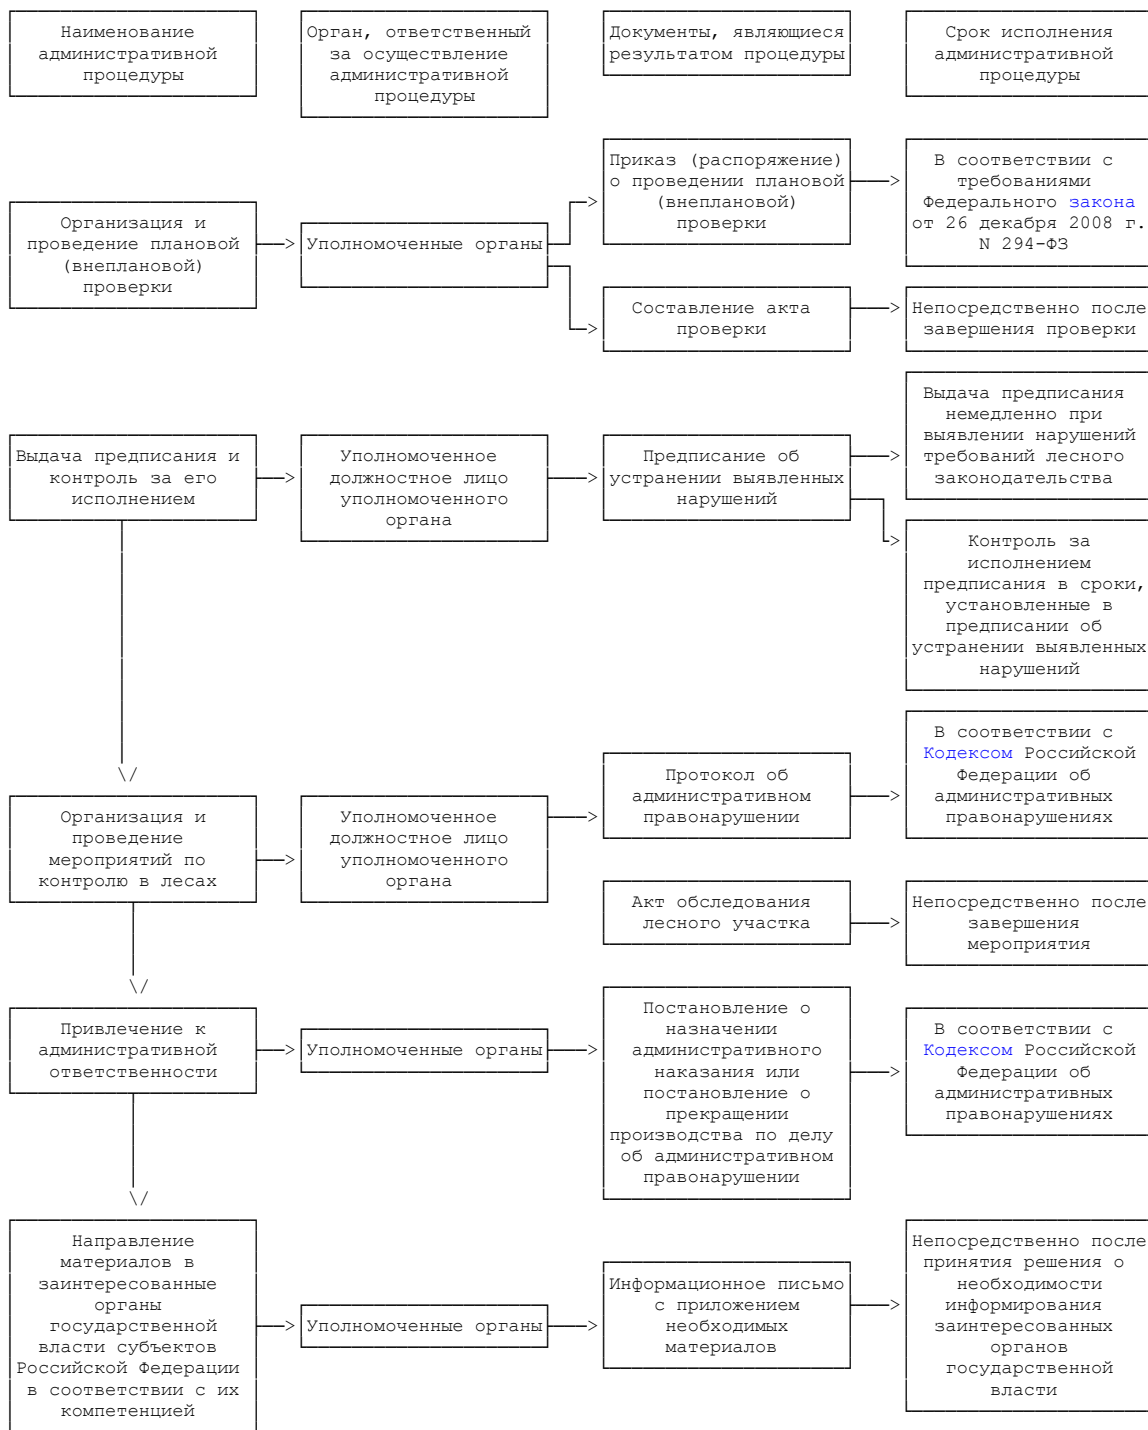 Наименование
административной
процедуры
Орган, ответственный
за осуществление
административной
процедуры
Документы, являющиеся
результатом процедуры
Срок исполнения
административной
процедуры
Организация и
проведение плановой
(внеплановой)
проверки
Уполномоченные органы
Приказ (распоряжение)
о проведении плановой
(внеплановой)
проверки
В соответствии с
требованиями
Федерального закона
от 26 декабря 2008 г.
N 294-ФЗ
Составление акта
проверки
Непосредственно после
завершения проверки
Выдача предписания и
контроль за его
исполнением
Уполномоченное
должностное лицо
уполномоченного
органа
Предписание об
устранении выявленных
нарушений
Выдача предписания
немедленно при
выявлении нарушений
требований лесного
законодательства
Контроль за
исполнением
предписания в сроки,
установленные в
предписании об
устранении выявленных
нарушений
Организация и
проведение
мероприятий по
контролю в лесах
Уполномоченное
должностное лицо
уполномоченного
органа
Протокол об
административном
правонарушении
В соответствии с
Кодексом Российской
Федерации об
административных
правонарушениях
Акт обследования
лесного участка
Непосредственно после
завершения
мероприятия
Привлечение к
административной
ответственности
Уполномоченные органы
Постановление о
назначении
административного
наказания или
постановление о
прекращении
производства по делу
об административном
правонарушении
В соответствии с
Кодексом Российской
Федерации об
административных
правонарушениях
Направление
материалов в
заинтересованные
органы
государственной
власти субъектов
Российской Федерации
в соответствии с их
компетенцией
Уполномоченные органы
Информационное письмо
с приложением
необходимых
материалов
Непосредственно после
принятия решения о
необходимости
информирования
заинтересованных
органов
государственной
власти